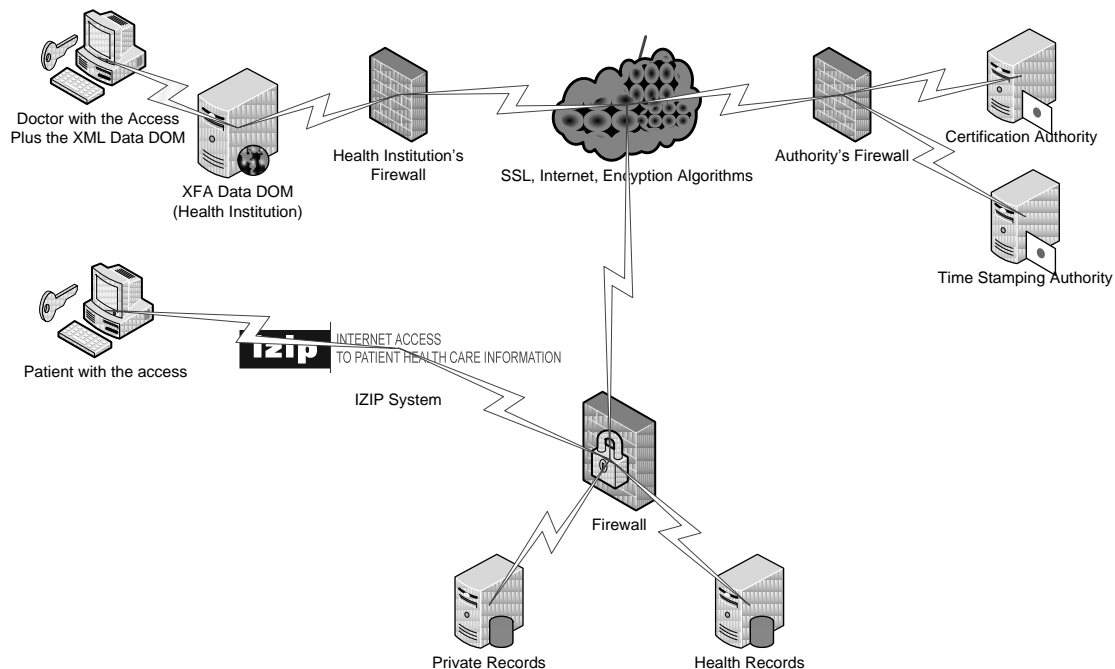 Doctor with the Access
Plus the XML Data DOM
XFA Data DOM
(Health Institution)
Health Institution's
Firewall
SSL, Internet, Encyption Algorithms
Authority's Firewall
Certification Authority
Time Stamping Authority
Patient with the access
izip
INTERNET ACCESS
TO PATIENT HEALTH CARE INFORMATION
IZIP System
Firewall
Private Records
Health Records